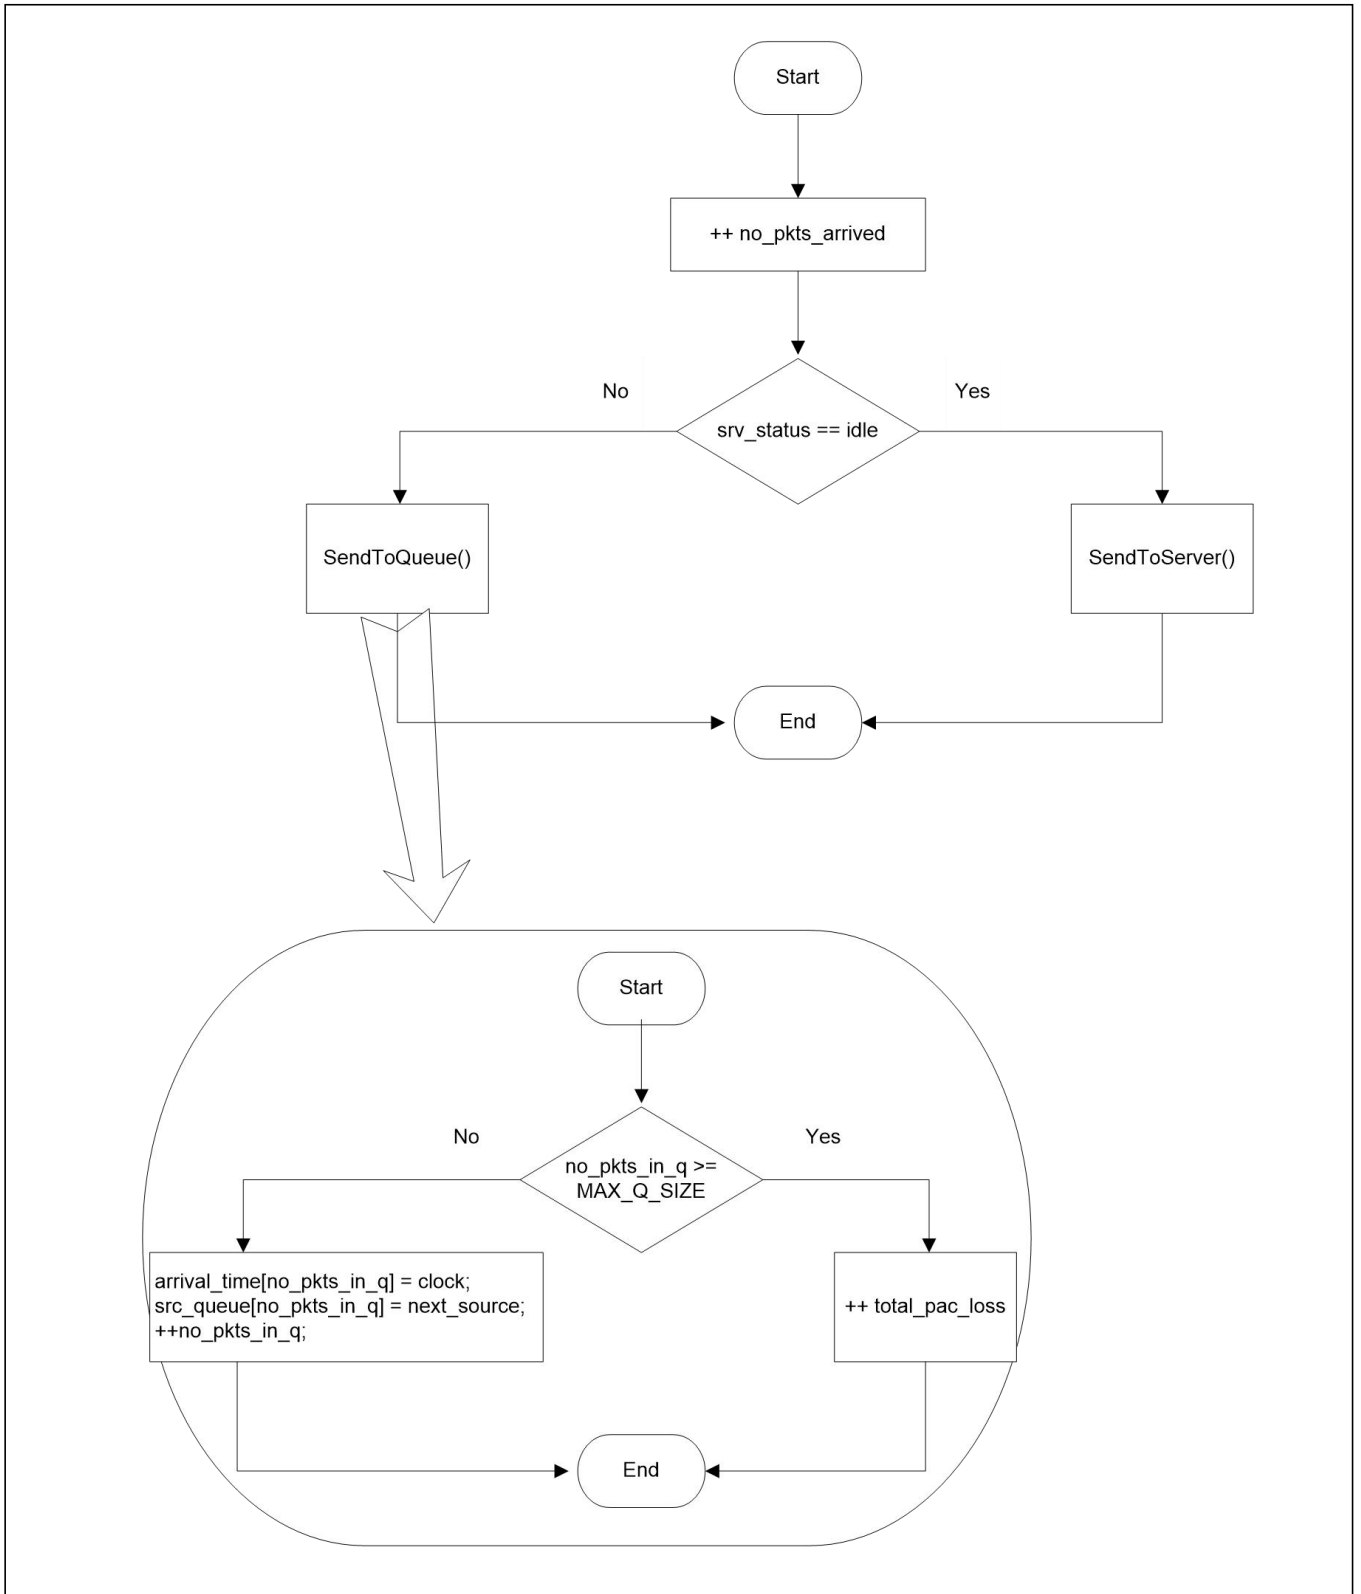 Start
++ no_pkts_arrived
No
Yes
srv_status == idle
SendToQueue()
SendToServer()
End
Start
No
Yes
no_pkts_in_q >=
MAX_Q_SIZE
arrival_time[no_pkts_in_q] = clock;
src_queue[no_pkts_in_q] = next_source;
++no_pkts_in_q;
++ total_pac_loss
End